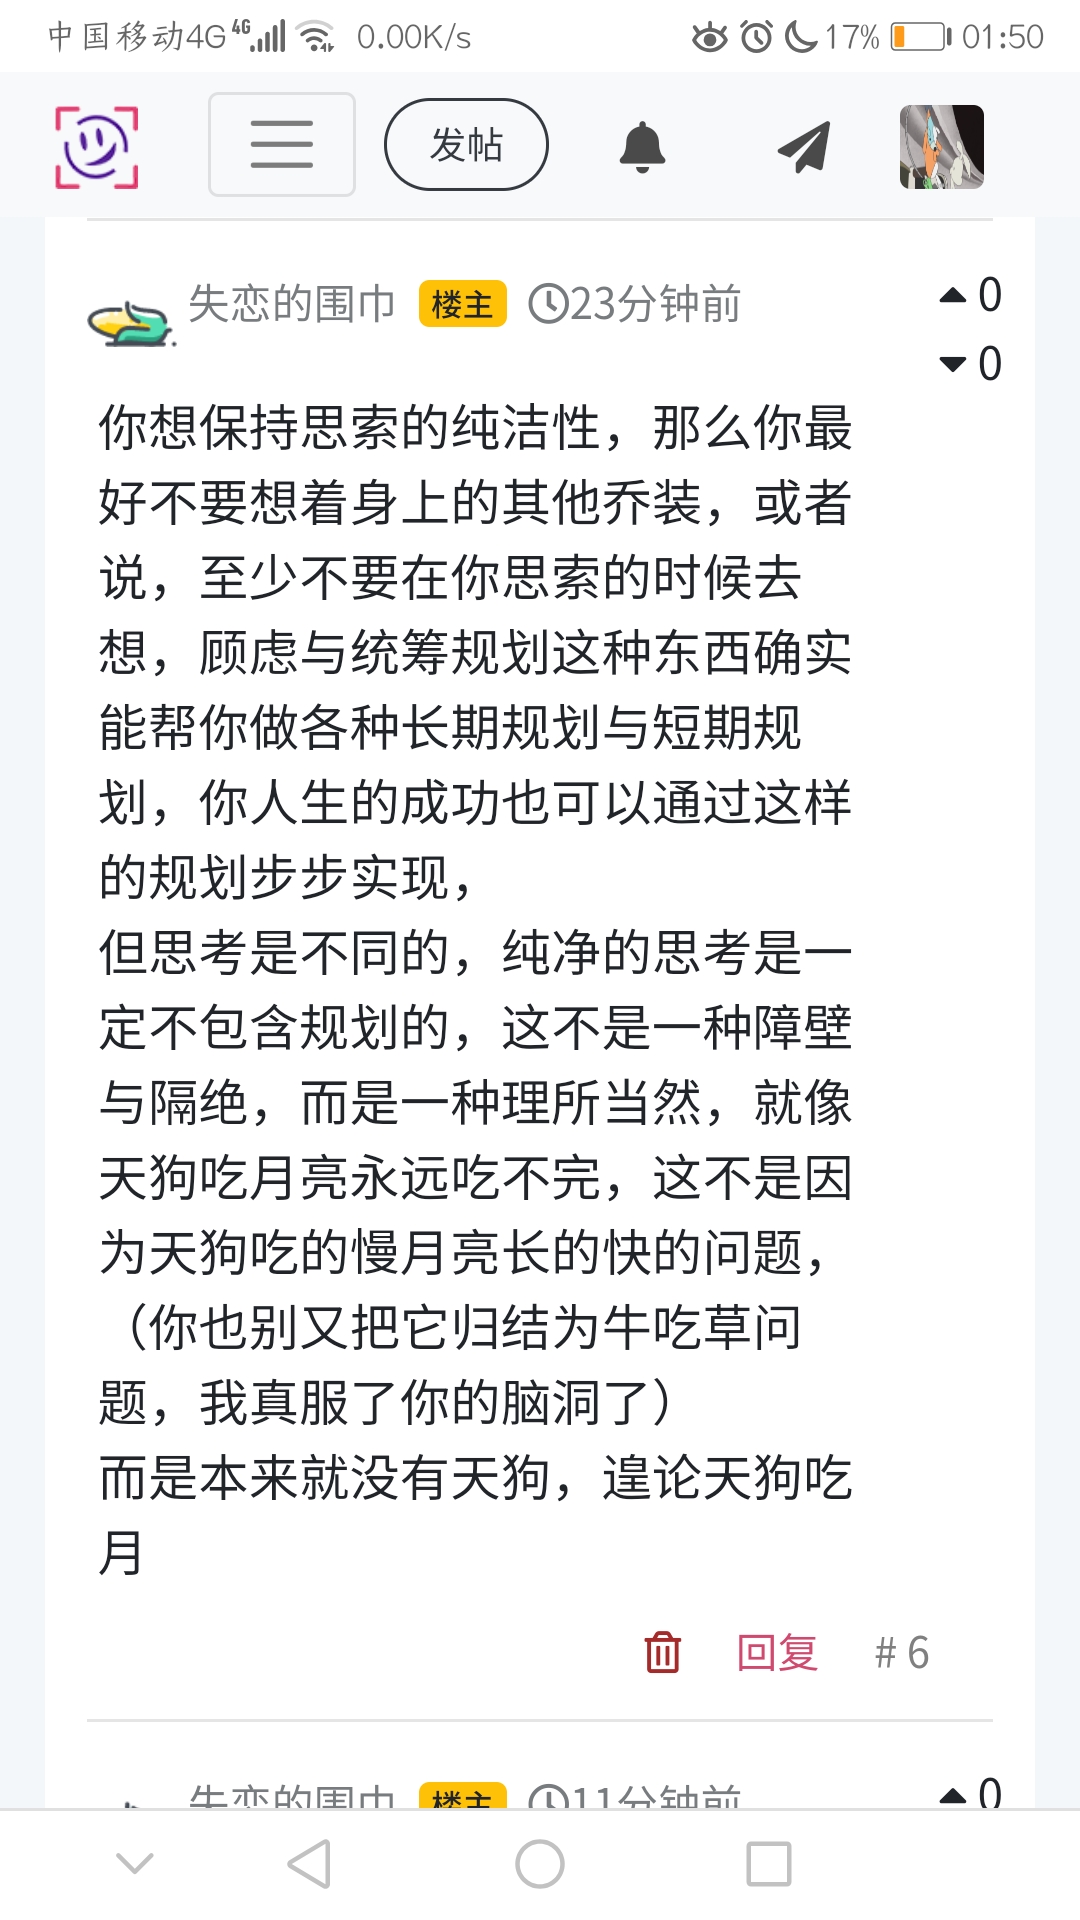 中国移动4G 4G 0.00K/s 17% 01:50
发帖
失恋的围巾 楼主 23分钟前 0
0
你想保持思索的纯洁性，那么你最
好不要想着身上的其他乔装，或者
说，至少不要在你思索的时候去
想，顾虑与统筹规划这种东西确实
能帮你做各种长期规划与短期规
划，你人生的成功也可以通过这样
的规划步步实现，
但思考是不同的，纯净的思考是一
定不包含规划的，这不是一种障壁
与隔绝，而是一种理所当然，就像
天狗吃月亮永远吃不完，这不是因
为天狗吃的慢月亮长的快的问题，
（你也别又把它归结为牛吃草问
题，我真服了你的脑洞了）
而是本来就没有天狗，遑论天狗吃
月
回复 # 6
失恋的围巾 楼主 11分钟前 0